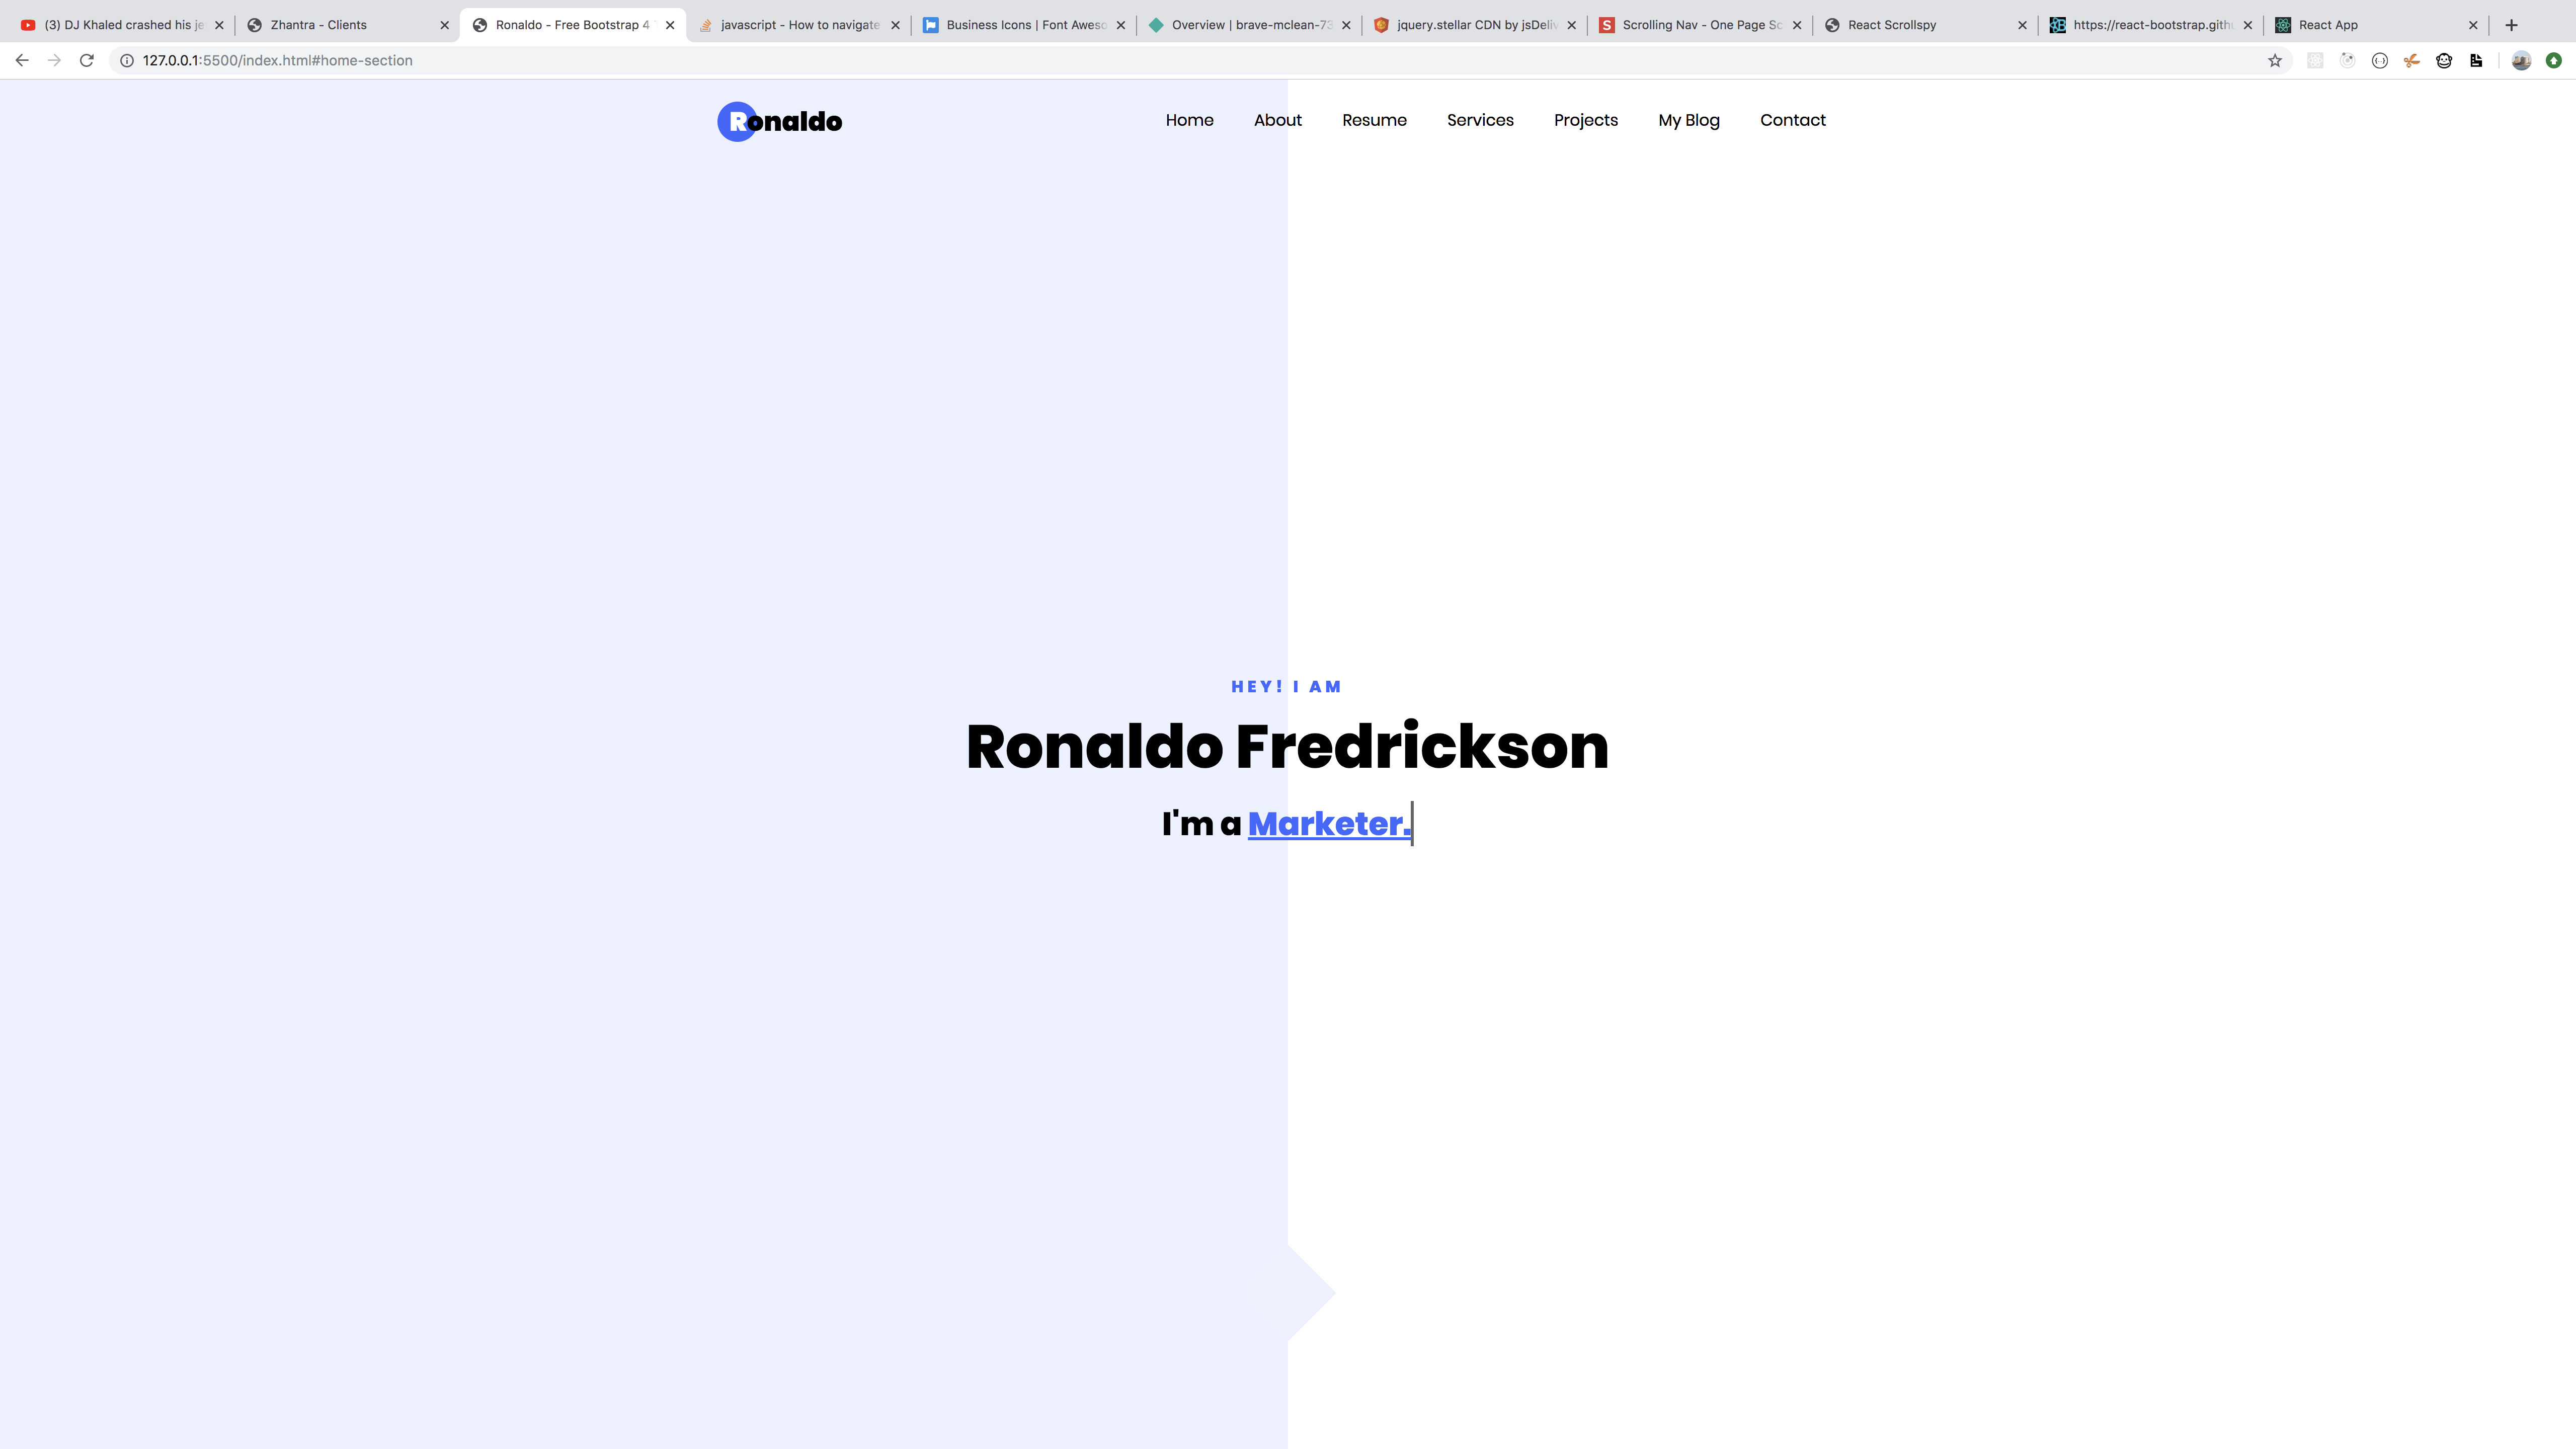 (3) DJ Khaled crashed his je
Zhantra - Clients
Ronaldo - Free Bootstrap 4
javascript - How to navigate
Business Icons | Font Aweso
Overview | brave-mclean-73
jquery.stellar CDN by jsDeliv
Scrolling Nav - One Page Sc
React Scrollspy
https://react-bootstrap.githu
React App
127.0.0.1:5500/index.html#home-section
Ronaldo
Home About Resume Services Projects My Blog Contact
HEY! I AM
Ronaldo Fredrickson
I'm a Marketer.